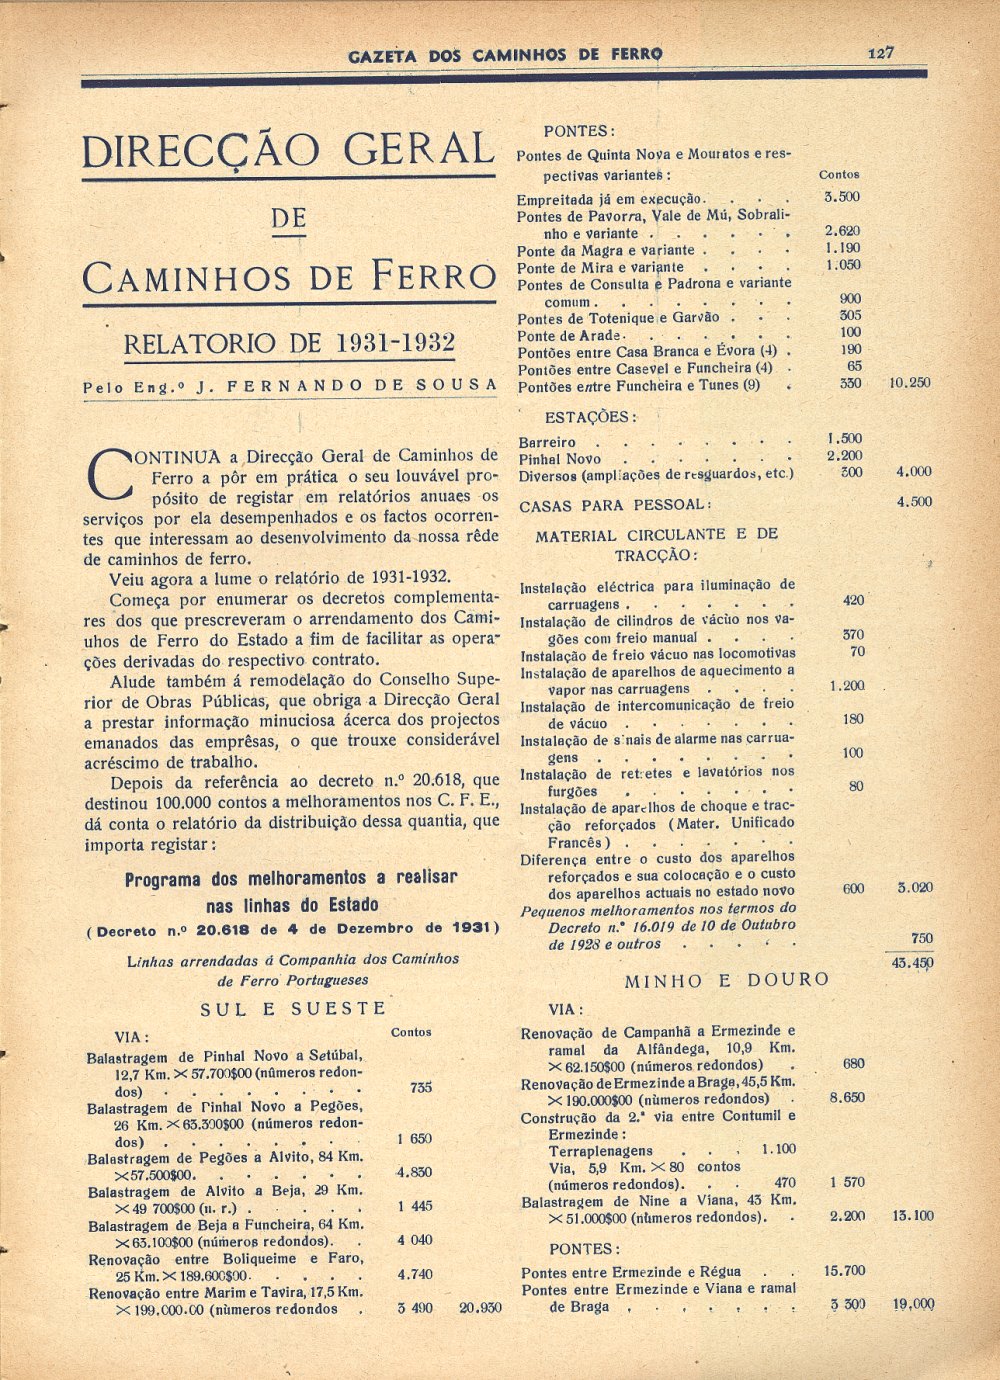 GAZETA DOS CAMINHOS DE FERRO 127
DIRECÇÃO GERAL
DE
CAMINHOS DE FERRO
RELATORIO DE 1931-1932
Pelo Eng.º J. FERNANDO DE SOUSA
CONTINUA a Direcção Geral de Caminhos de
Ferro a pôr em prática o seu louvável pro-
pósito de registar em relatórios anuaes os
serviços por ela desempenhados e os factos ocorren-
tes que interessam ao desenvolvimento da nossa rêde
de caminhos de ferro.
Veiu agora a lume o relatório de 1931-1932.
Começa por enumerar os decretos complementa-
res dos que prescreveram o arrendamento dos Cami-
uhos de Ferro do Estado a fim de facilitar as opera-
ções derivadas do respectivo contrato.
Alude também á remodelação do Conselho Supe-
rior de Obras Públicas, que obriga a Direcção Geral
a prestar informação minuciosa ácerca dos projectos
emanados das emprêsas, o que trouxe considerável
acréscimo de trabalho.
Depois da referência ao decreto n.º 20.618, que
destinou 100.000 contos a melhoramentos nos C. F. E.,
dá conta o relatório da distribuição dessa quantia, que
importa registar:
Programa dos melhoramentos a realisar
nas linhas do Estado
(Decreto n.º 20.618 de 4 de Dezembro de 1931)
Linhas arrendadas á Companhia dos Caminhos
de Ferro Portugueses
SUL E SUESTE
VIA: Contos
Balastragem de Pinhal Novo a Setúbal,
12,7 Km. × 57.700$00 (números redon-
dos) . . . . . . . 735
Balastragem de Pinhal Novo a Pegões,
26 Km. × 63.300$00 (números redon-
dos) . . . . . . . 1 650
Balastragem de Pegões a Alvito, 84 Km.
× 57.500$00. . . . . . 4.830
Balastragem de Alvito a Beja, 29 Km.
× 49 700$00 (n. r.) . . . . . 1 445
Balastragem de Beja a Funcheira, 64 Km.
× 63.100$00 (números redondos). . 4 040
Renovação entre Boliqueime e Faro,
25 Km. × 189.600$00. . . . . 4.740
Renovação entre Marim e Tavira, 17,5 Km.
× 199.000.00 (números redondos . 3 490 20.930
PONTES:
Pontes de Quinta Nova e Mouratos e res-
pectivas variantes: Contos
Empreitada já em execução. . . . 3.500
Pontes de Pavorra, Vale de Mú, Sobrali-
nho e variante . . . . . . 2.620
Ponte da Magra e variante . . . . 1.190
Ponte de Mira e variante . . . . 1.050
Pontes de Consulta e Padrona e variante
comum . . . . . . . . 900
Pontes de Totenique e Garvão . . . 305
Ponte de Arade. . . . . . . 100
Pontões entre Casa Branca e Évora (4) . 190
Pontões entre Casevel e Funcheira (4) . 65
Pontões entre Funcheira e Tunes (9) . 330 10.250
ESTAÇÕES:
Barreiro . . . . . . . . 1.500
Pinhal Novo . . . . . . . 2.200
Diversos (ampliações de resguardos, etc.) 300 4.000
CASAS PARA PESSOAL: 4.500
MATERIAL CIRCULANTE E DE
TRACÇÃO:
Instalação eléctrica para iluminação de
carruagens . . . . . . . 420
Instalação de cilindros de vácuo nos va-
gões com freio manual . . . . 370
Instalação de freio vácuo nas locomotivas 70
Instalação de aparelhos de aquecimento a
vapor nas carruagens . . . . 1.200
Instalação de intercomunicação de freio
de vácuo . . . . . . . 180
Instalação de sinais de alarme nas carrua-
gens . . . . . . . . 100
Instalação de retretes e lavatórios nos
furgões . . . . . . . 80
Instalação de aparelhos de choque e trac-
ção reforçados (Mater. Unificado
Francês) . . . . . . .
Diferença entre o custo dos aparelhos
reforçados e sua colocação e o custo
dos aparelhos actuais no estado novo 600 3.020
Pequenos melhoramentos nos termos do
Decreto n.º 16.019 de 10 de Outubro
de 1928 e outros . . . . . 750
43.450
MINHO E DOURO
VIA:
Renovação de Campanhã a Ermezinde e
ramal da Alfândega, 10,9 Km.
× 62.150$00 (números redondos) . 680
Renovação de Ermezinde a Braga, 45,5 Km.
× 190.000$00 (números redondos) . 8.650
Construção da 2.ª via entre Contumil e
Ermezinde:
Terraplenagens . . . 1.100
Via, 5,9 Km. × 80 contos
(números redondos). . . 470 1 570
Balastragem de Nine a Viana, 43 Km.
× 51.000$00 (números redondos). . 2.200 13.100
PONTES:
Pontes entre Ermezinde e Régua . . 15.700
Pontes entre Ermezinde e Viana e ramal
de Braga . . . . . . . 3 300 19,000